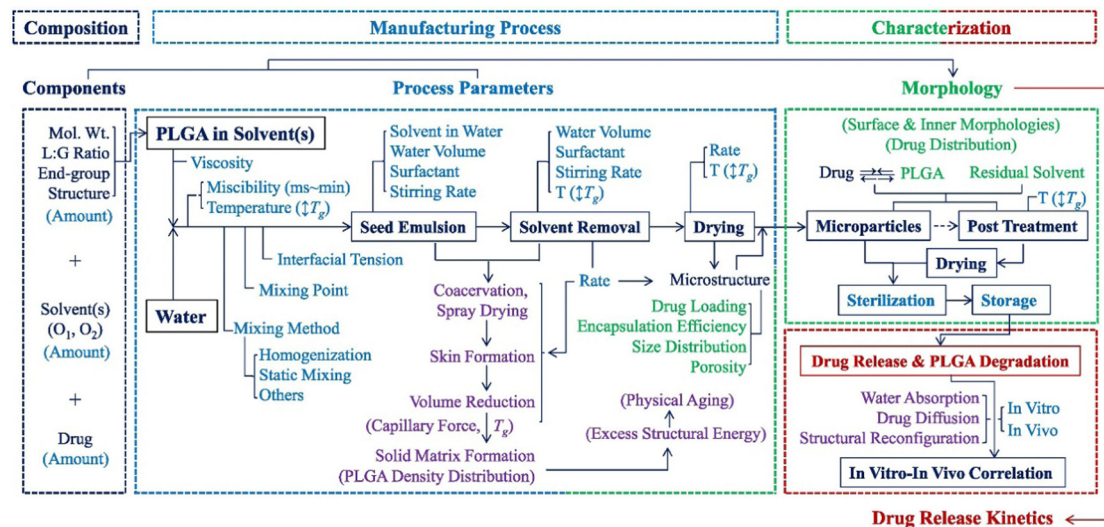 Composition
Manufacturing Process
Characterization
Components
Process Parameters
Morphology
Mol. Wt.
L:G Ratio
End-group
Structure
(Amount)
+
Solvent(s)
(O₁, O₂)
(Amount)
+
Drug
(Amount)
PLGA in Solvent(s)
Viscosity
Miscibility (ms~min)
Temperature (↕Tg)
Interfacial Tension
Mixing Point
Water
Mixing Method
Homogenization
Static Mixing
Others
Solvent in Water
Water Volume
Surfactant
Stirring Rate
Seed Emulsion
Water Volume
Surfactant
Stirring Rate
T (↕Tg)
Solvent Removal
Rate
T (↕Tg)
Drying
Coacervation,
Spray Drying
Skin Formation
Volume Reduction
(Capillary Force, Tg)
Solid Matrix Formation
(PLGA Density Distribution)
Rate
Microstructure
Drug Loading
Encapsulation Efficiency
Size Distribution
Porosity
(Physical Aging)
(Excess Structural Energy)
(Surface & Inner Morphologies)
(Drug Distribution)
Drug
PLGA
Residual Solvent
T (↕Tg)
Microparticles
Post Treatment
Drying
Sterilization
Storage
Drug Release & PLGA Degradation
Water Absorption
Drug Diffusion
Structural Reconfiguration
In Vitro
In Vivo
In Vitro-In Vivo Correlation
Drug Release Kinetics